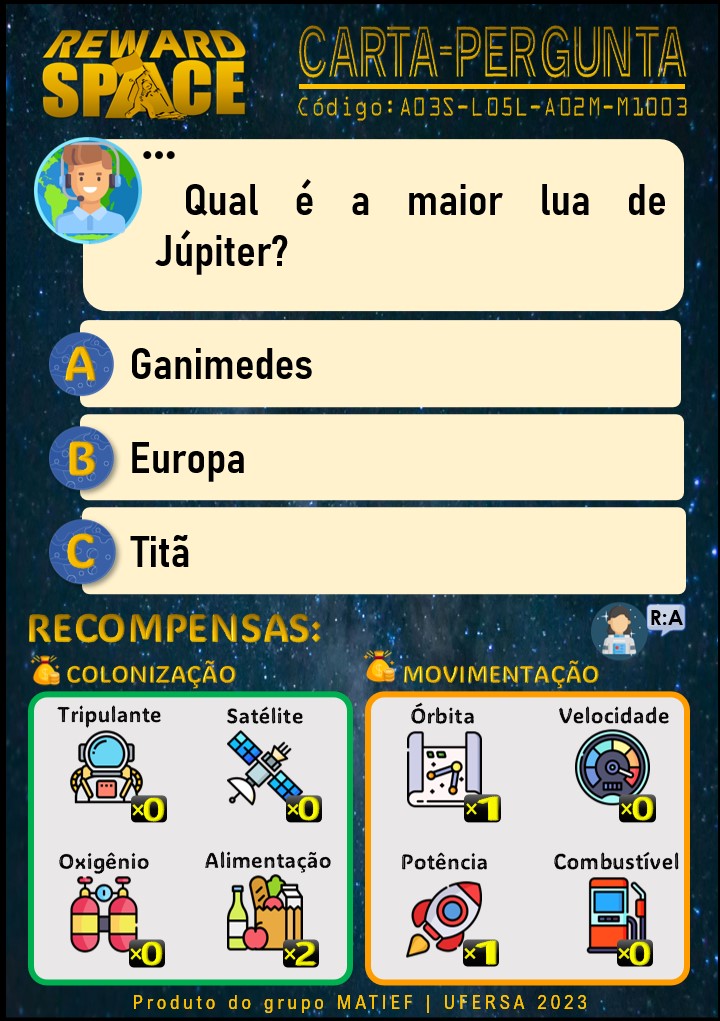 REWARD
SPACE
CARTA-PERGUNTA
Código:A03S-L05L-A02M-M1003
...
Qual é a maior lua de
Júpiter?
A Ganimedes
B Europa
C Titã
RECOMPENSAS:
R:A
COLONIZAÇÃO
Tripulante Satélite
×0 ×0
Oxigênio Alimentação
×0 ×2
MOVIMENTAÇÃO
Órbita Velocidade
×1 ×0
Potência Combustível
×1 ×0
Produto do grupo MATIEF | UFERSA 2023